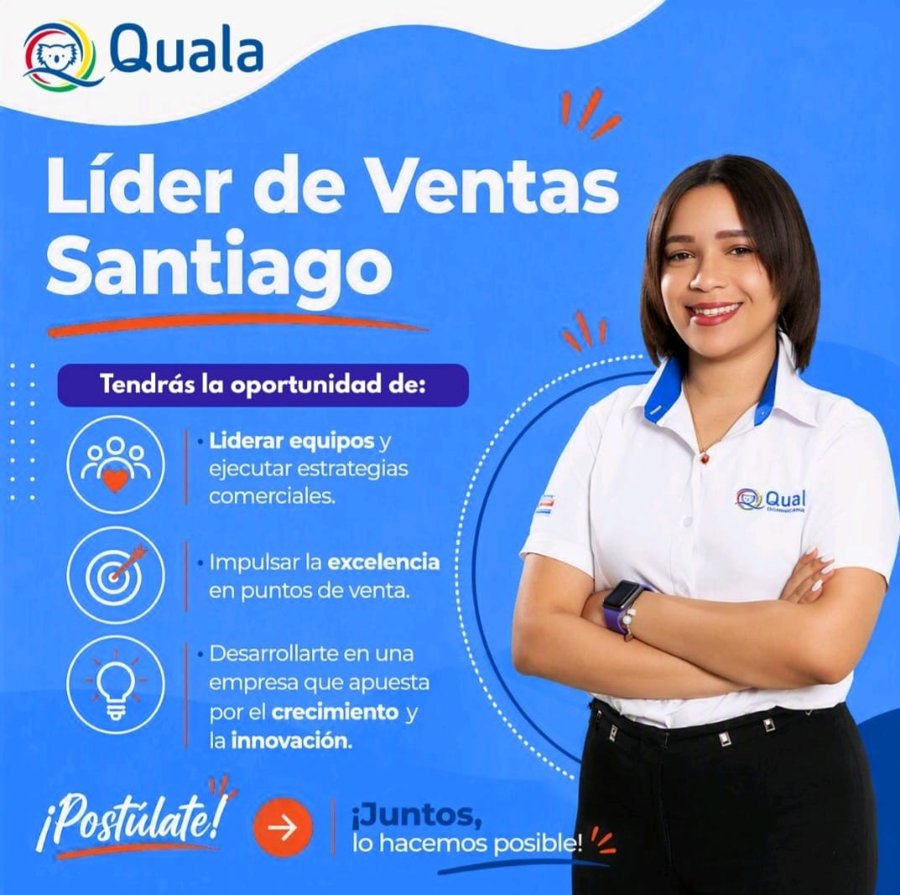 Quala
Líder de Ventas
Santiago
Tendrás la oportunidad de:
• Liderar equipos y
ejecutar estrategias
comerciales.
• Impulsar la excelencia
en puntos de venta.
• Desarrollarte en una
empresa que apuesta
por el crecimiento y
la innovación.
Qual
DOMINICANA
¡Postúlate!
¡Juntos,
lo hacemos posible!